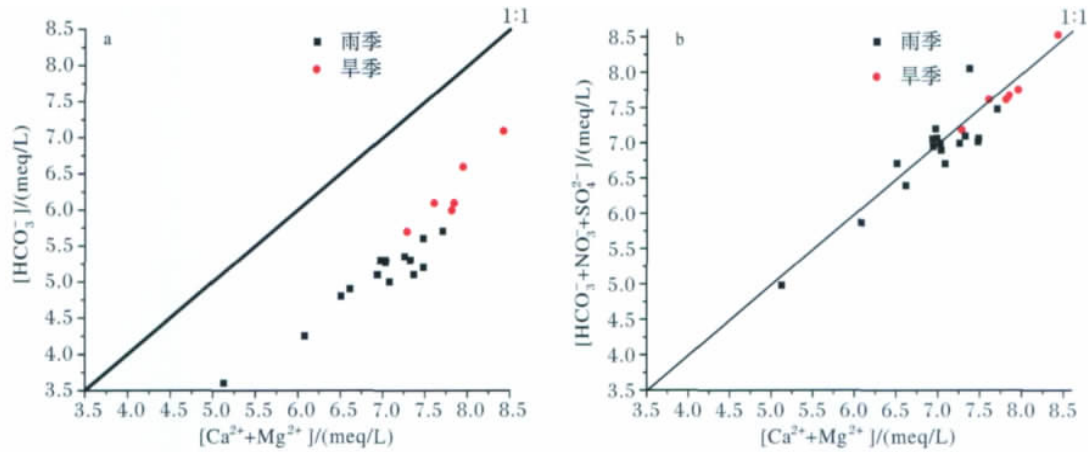 1:1
a
雨季
旱季
8.5
8.0
7.5
7.0
6.5
6.0
5.5
5.0
4.5
4.0
3.5
[HCO₃⁻]/(meq/L)
3.5 4.0 4.5 5.0 5.5 6.0 6.5 7.0 7.5 8.0 8.5
[Ca²⁺+Mg²⁺]/(meq/L)
1:1
b
雨季
旱季
8.5
8.0
7.5
7.0
6.5
6.0
5.5
5.0
4.5
4.0
3.5
[HCO₃⁻+NO₃⁻+SO₄²⁻]/(meq/L)
3.5 4.0 4.5 5.0 5.5 6.0 6.5 7.0 7.5 8.0 8.5
[Ca²⁺+Mg²⁺]/(meq/L)